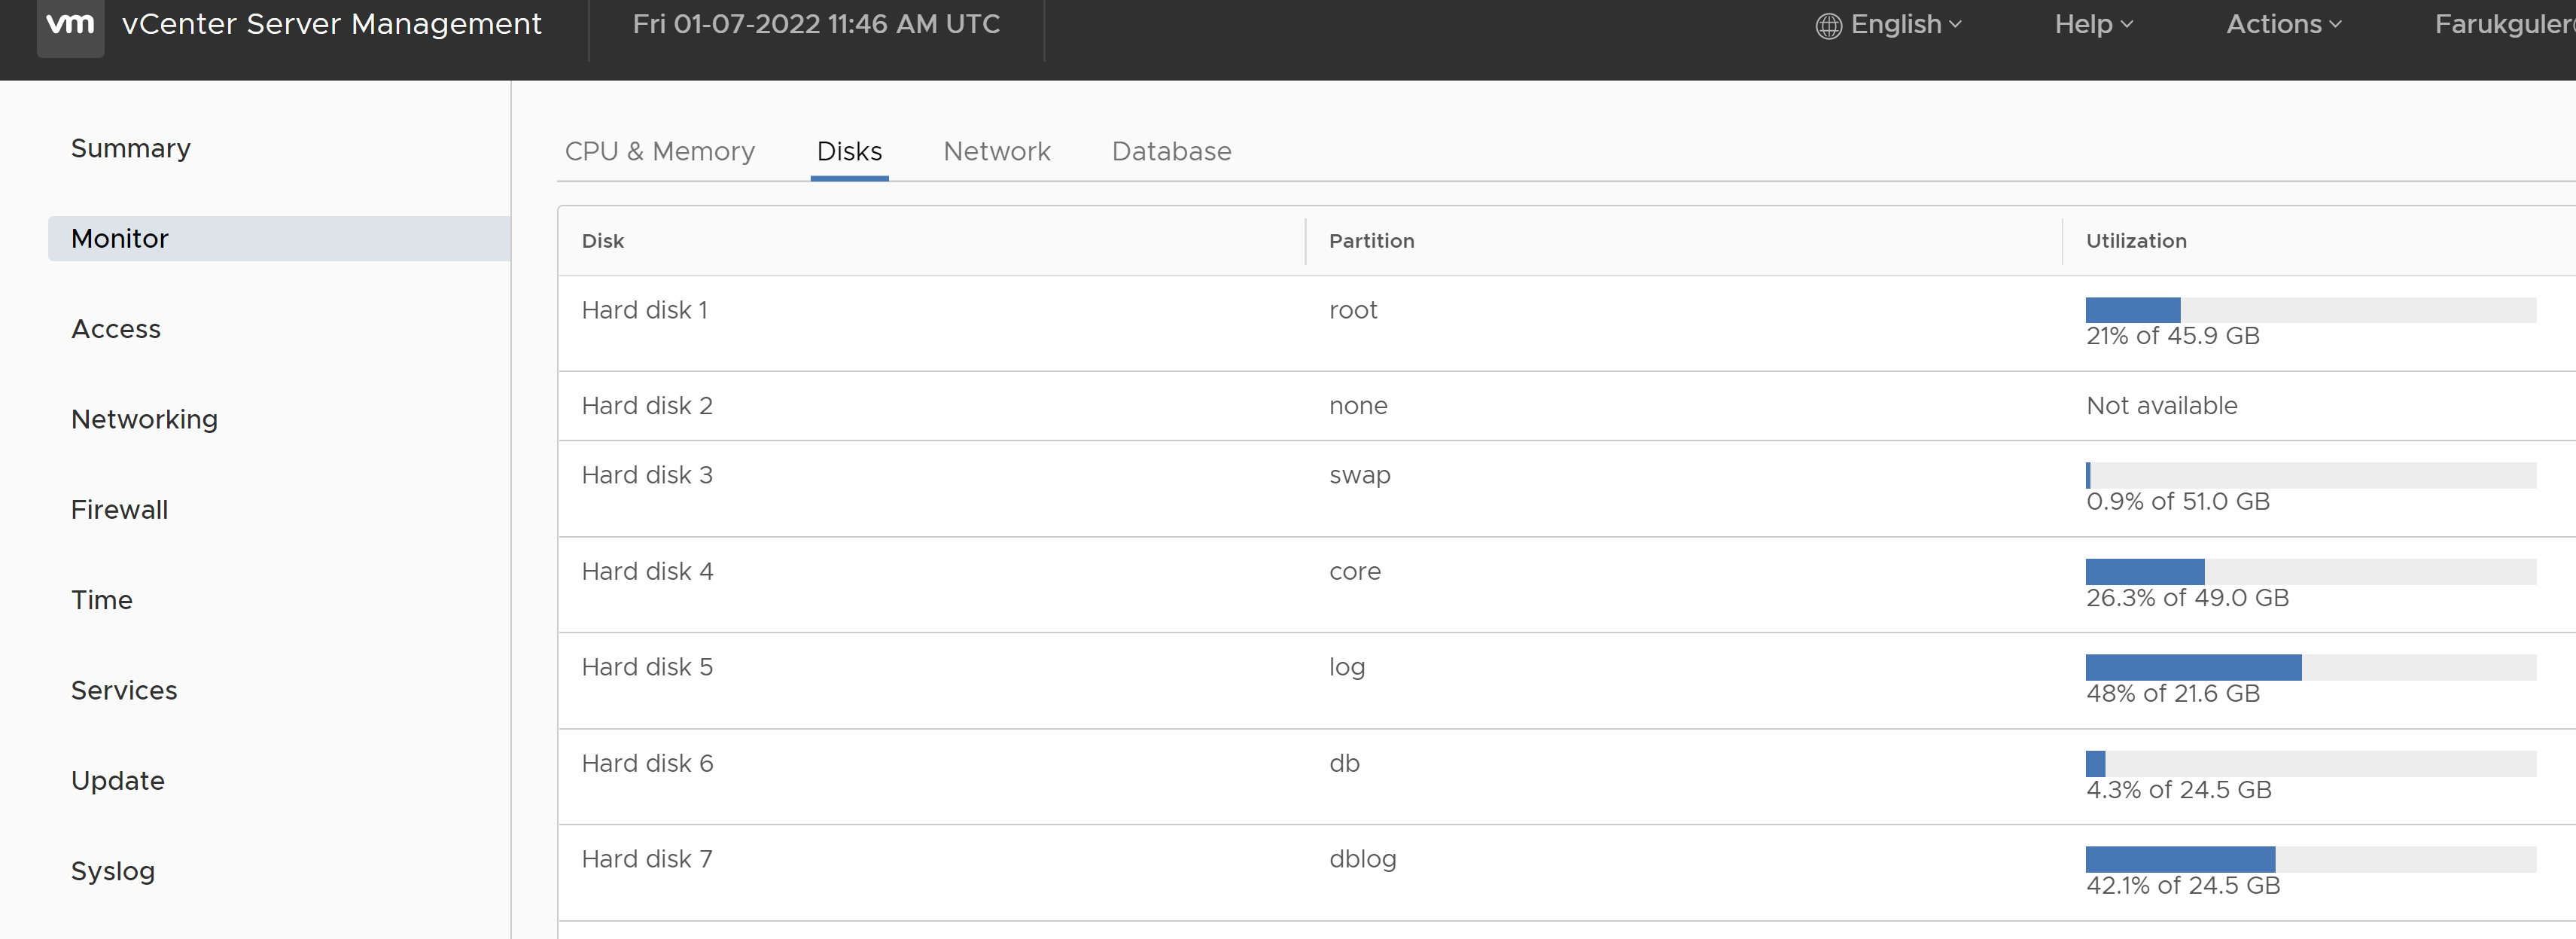 vm vCenter Server Management Fri 01-07-2022 11:46 AM UTC English Help Actions Farukguler
Summary
Monitor
Access
Networking
Firewall
Time
Services
Update
Syslog
CPU & Memory Disks Network Database
Disk Partition Utilization
Hard disk 1 root
21% of 45.9 GB
Hard disk 2 none Not available
Hard disk 3 swap
0.9% of 51.0 GB
Hard disk 4 core
26.3% of 49.0 GB
Hard disk 5 log
48% of 21.6 GB
Hard disk 6 db
4.3% of 24.5 GB
Hard disk 7 dblog
42.1% of 24.5 GB